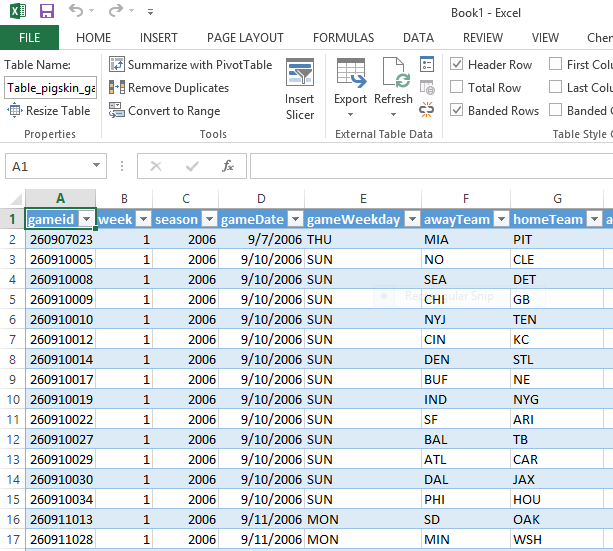 Book1 - Excel
FILE HOME INSERT PAGE LAYOUT FORMULAS DATA REVIEW VIEW Chem
Table Name: Summarize with PivotTable Header Row First Colu
Table_pigskin_ga Remove Duplicates Insert Slicer Export Refresh Total Row Last Colu
Resize Table Convert to Range Banded Rows Banded Colu
Properties Tools External Table Data Table Style O
A1 fx
A B C D E F G
1 gameid week season gameDate gameWeekday awayTeam homeTeam a
2 260907023 1 2006 9/7/2006 THU MIA PIT
3 260910005 1 2006 9/10/2006 SUN NO CLE
4 260910008 1 2006 9/10/2006 SUN SEA DET
5 260910009 1 2006 9/10/2006 SUN CHI GB
Rectangular Snip
6 260910010 1 2006 9/10/2006 SUN NYJ TEN
7 260910012 1 2006 9/10/2006 SUN CIN KC
8 260910014 1 2006 9/10/2006 SUN DEN STL
9 260910017 1 2006 9/10/2006 SUN BUF NE
10 260910019 1 2006 9/10/2006 SUN IND NYG
11 260910022 1 2006 9/10/2006 SUN SF ARI
12 260910027 1 2006 9/10/2006 SUN BAL TB
13 260910029 1 2006 9/10/2006 SUN ATL CAR
14 260910030 1 2006 9/10/2006 SUN DAL JAX
15 260910034 1 2006 9/10/2006 SUN PHI HOU
16 260911013 1 2006 9/11/2006 MON SD OAK
17 260911028 1 2006 9/11/2006 MON MIN WSH